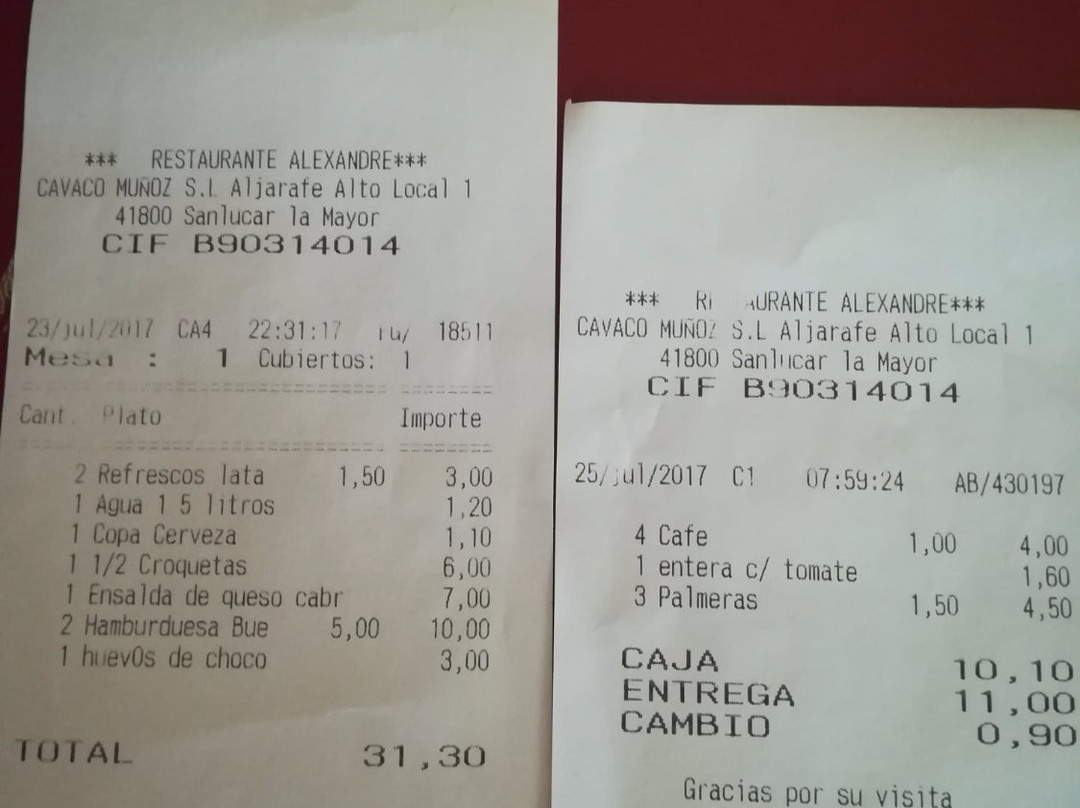 *** RESTAURANTE ALEXANDRE***
CAVACO MUÑOZ S.L Aljarafe Alto Local 1
41800 Sanlucar la Mayor
CIF B90314014
23/jul/2017 CA4 22:31:17 ru/ 18511
Mesa : 1 Cubiertos: 1
Cant. Plato Importe
2 Refrescos lata 1,50 3,00
1 Agua 1 5 litros 1,20
1 Copa Cerveza 1,10
1 1/2 Croquetas 6,00
1 Ensalda de queso cabr 7,00
2 Hamburduesa Bue 5,00 10,00
1 huev0s de choco 3,00
TOTAL 31,30
*** R AURANTE ALEXANDRE***
CAVACO MUÑOZ S.L Aljarafe Alto Local 1
41800 Sanlucar la Mayor
CIF B90314014
25/jul/2017 C1 07:59:24 AB/430197
4 Cafe 1,00 4,00
1 entera c/ tomate 1,60
3 Palmeras 1,50 4,50
CAJA 10,10
ENTREGA 11,00
CAMBIO 0,90
Gracias por su visita